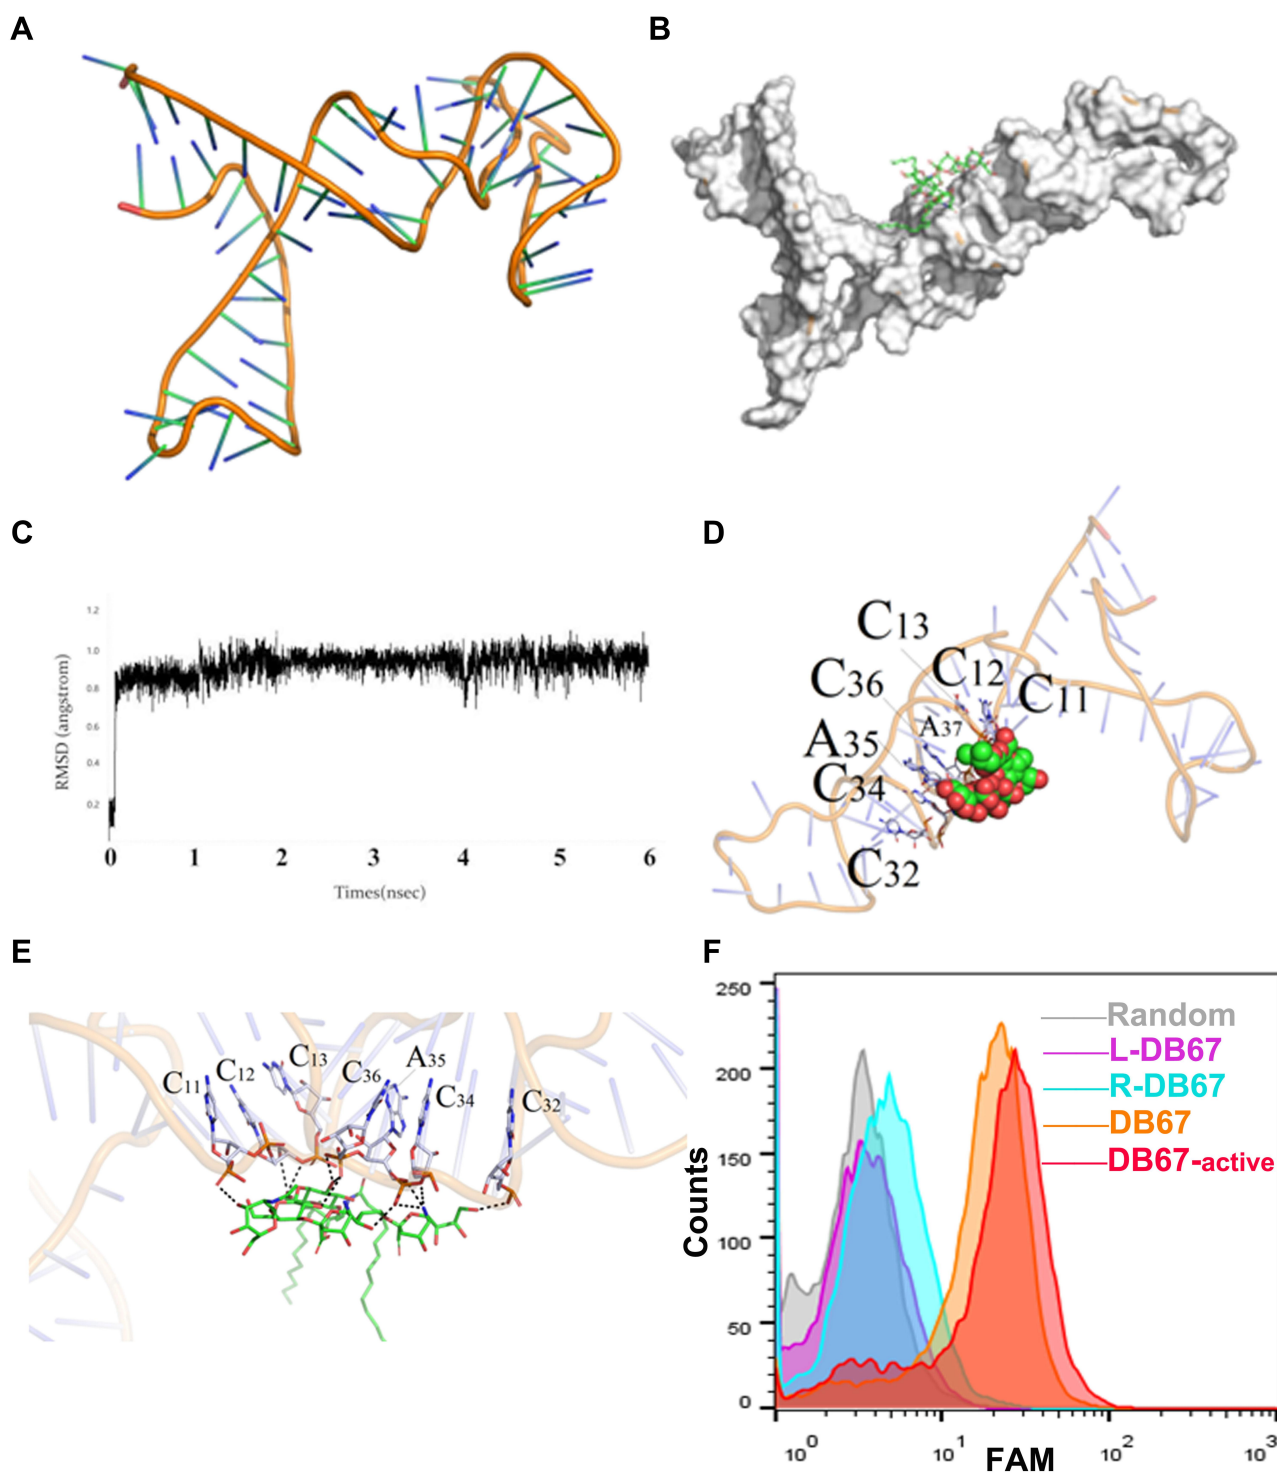 A
B
C
RMSD (angstrom)
1.2
1.0
0.8
0.6
0.4
0.2
0 1 2 3 4 5 6
Times(nsec)
D
C13
C12
C36
C11
A37
A35
C34
C32
E
C11
C12
C13
C36
A35
C34
C32
F
Counts
250
200
150
100
50
0
Random
L-DB67
R-DB67
DB67
DB67-active
10^0 10^1 10^2 10^3
FAM